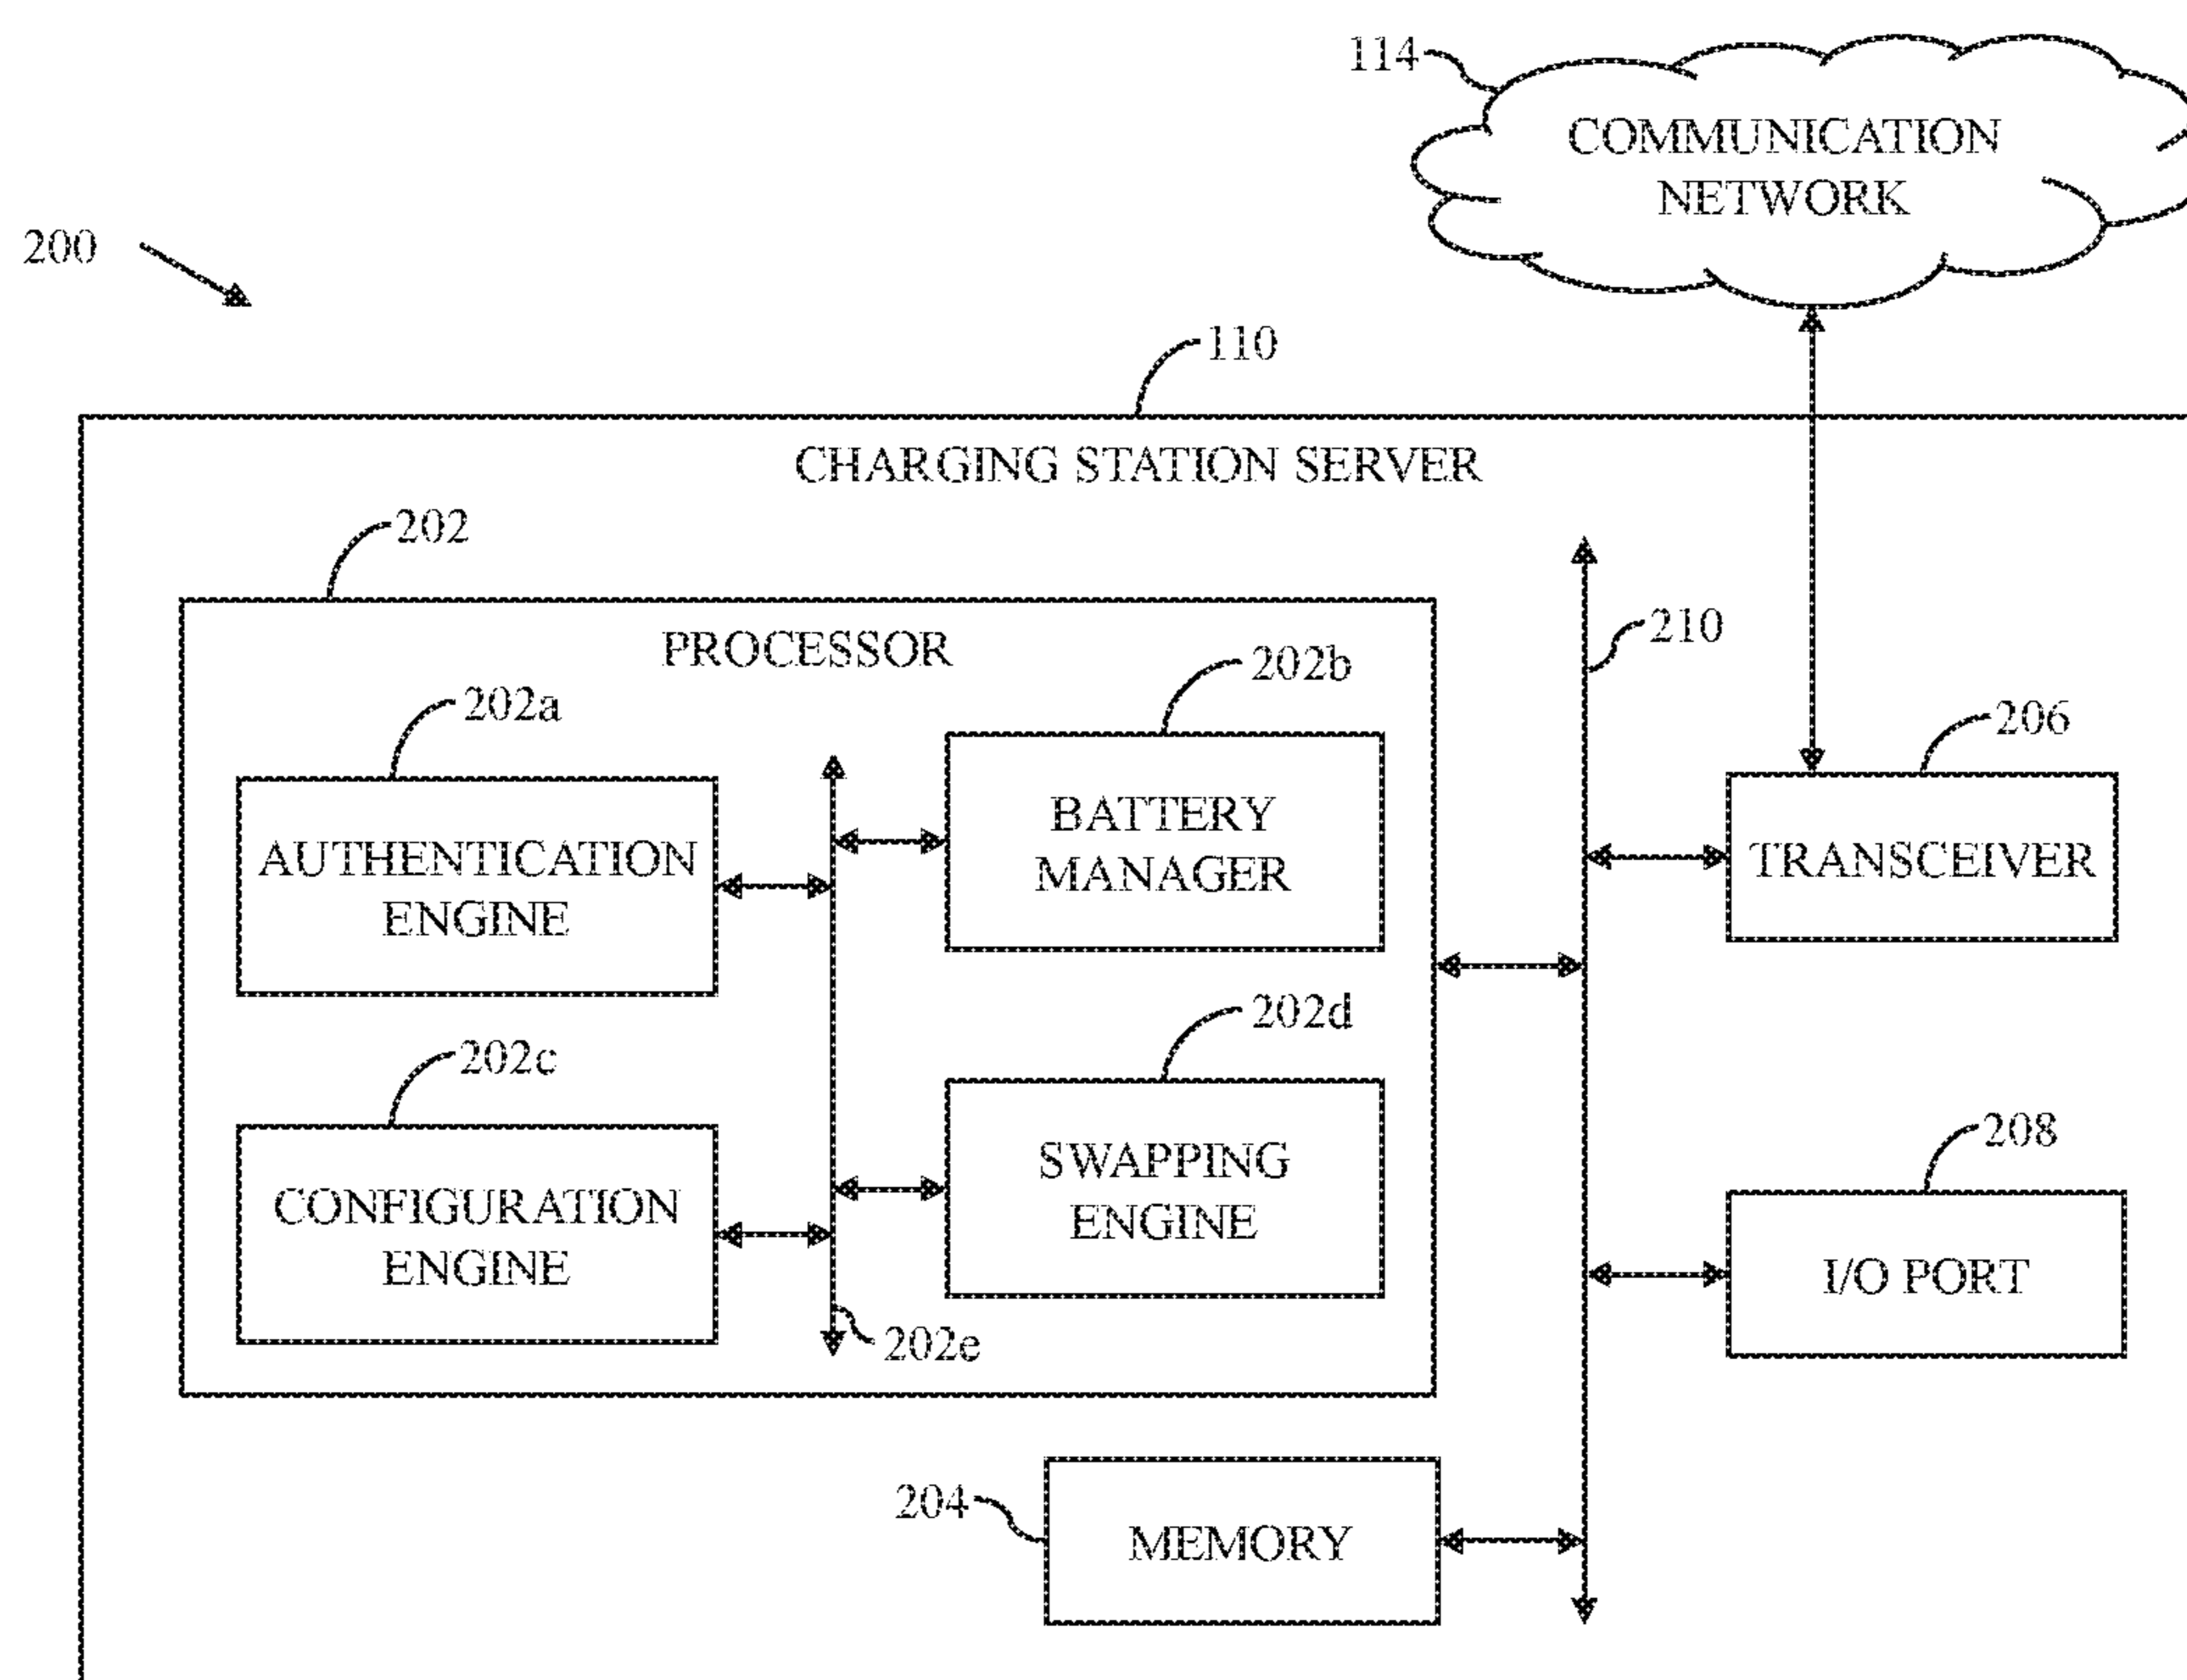 114
COMMUNICATION
NETWORK
200
110
CHARGING STATION SERVER
202
PROCESSOR
210
202a
202b
206
AUTHENTICATION
ENGINE
BATTERY
MANAGER
TRANSCEIVER
202c
202d
208
CONFIGURATION
ENGINE
SWAPPING
ENGINE
I/O PORT
202e
204
MEMORY